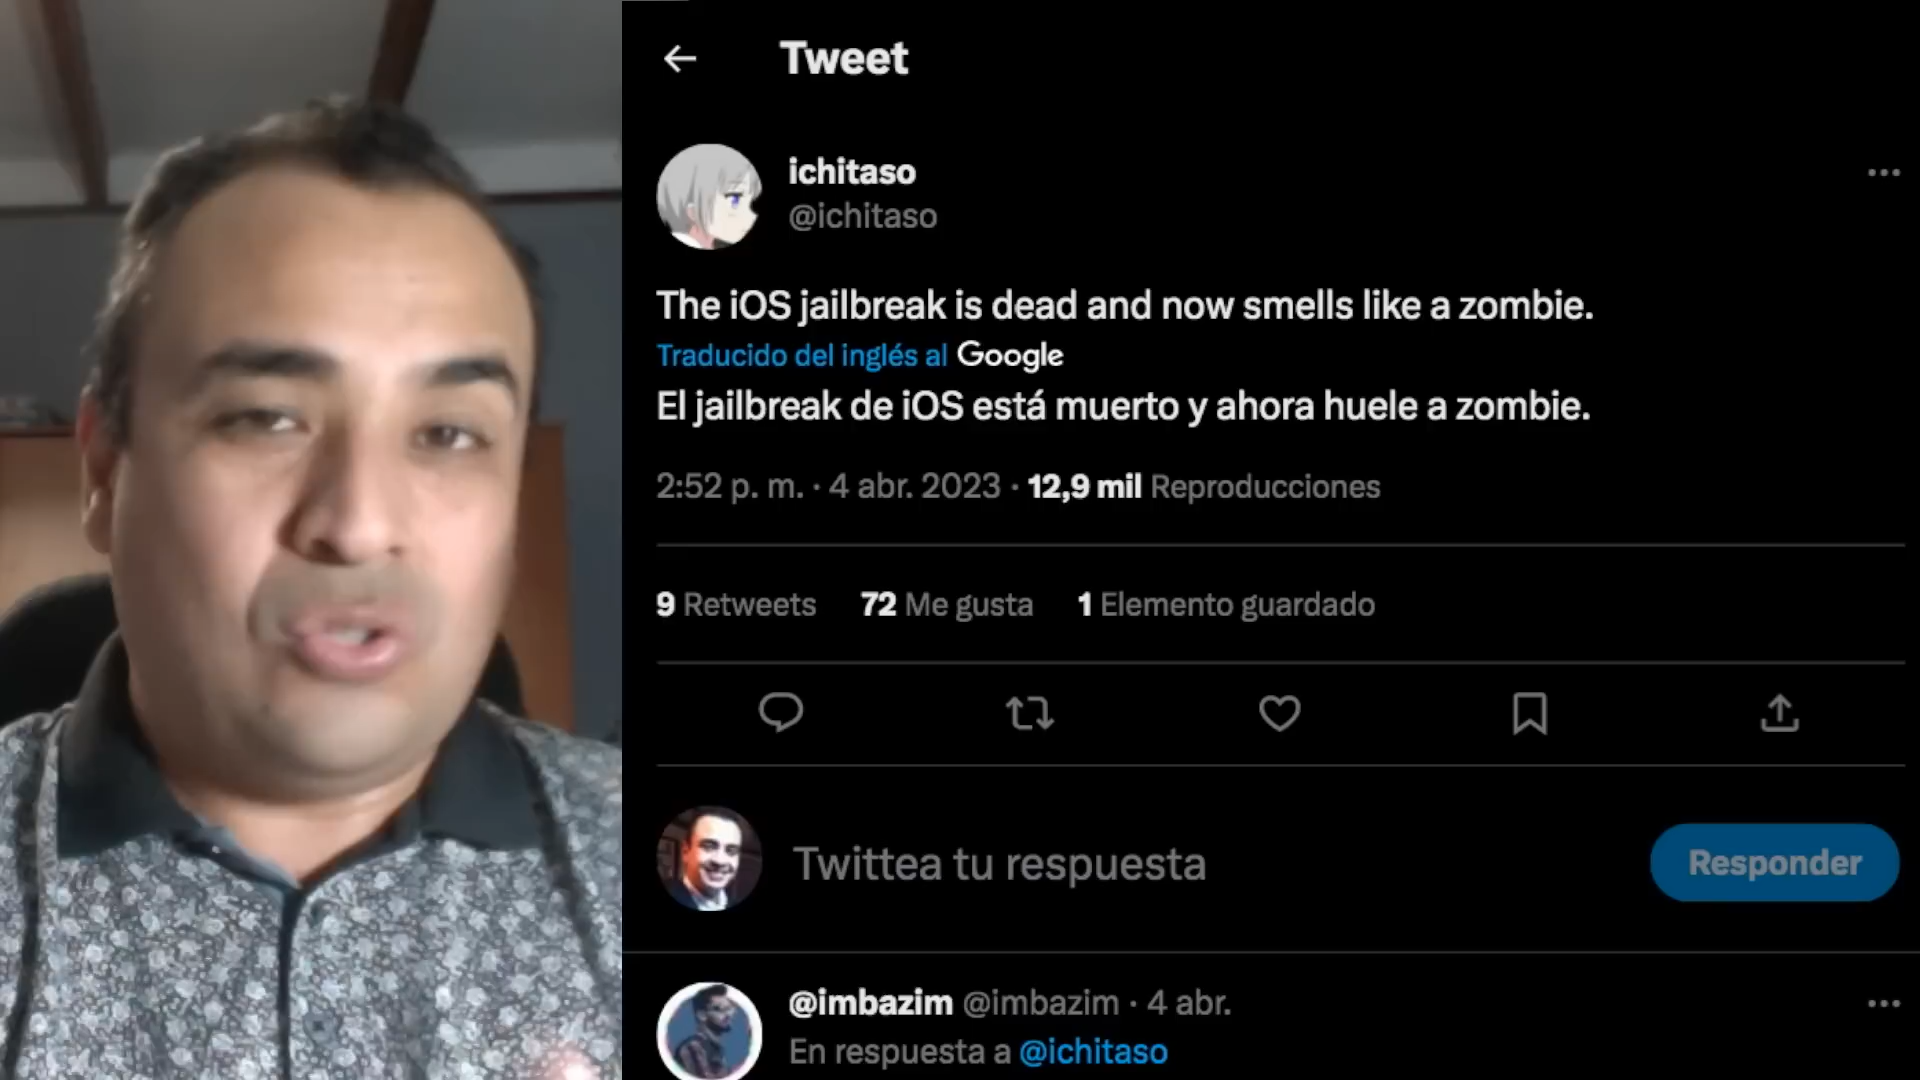 Tweet
ichitaso
@ichitaso
The iOS jailbreak is dead and now smells like a zombie.
Traducido del inglés al Google
El jailbreak de iOS está muerto y ahora huele a zombie.
2:52 p. m. · 4 abr. 2023 · 12,9 mil Reproducciones
9 Retweets 72 Me gusta 1 Elemento guardado
Twittea tu respuesta
Responder
@imbazim @imbazim · 4 abr.
En respuesta a @ichitaso